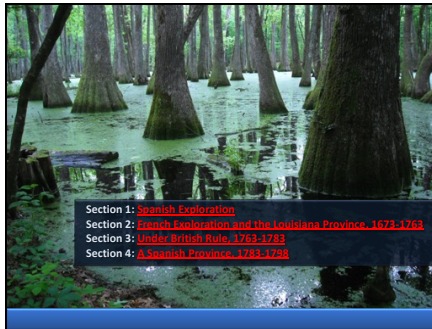 Section 1: Spanish Exploration
Section 2: French Exploration and the Louisiana Province, 1673-1763
Section 3: Under British Rule, 1763-1783
Section 4: A Spanish Province, 1783-1798